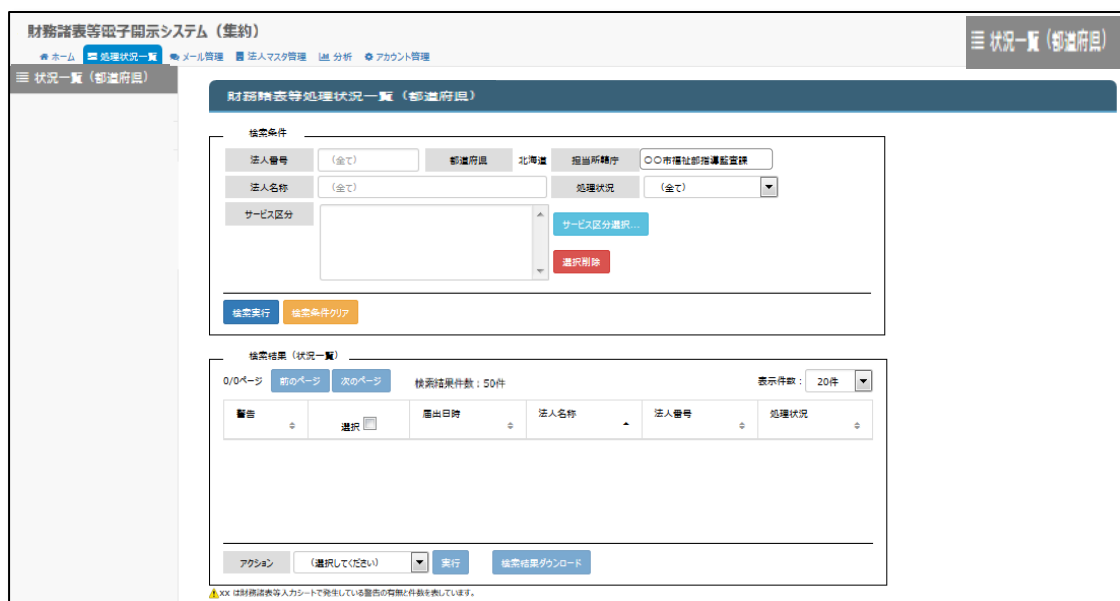 財務諸表等電子開示システム（集約）
状況一覧（都道府県）
ホーム 処理状況一覧 メール管理 法人マスタ管理 分析 アカウント管理
状況一覧（都道府県）
財務諸表等処理状況一覧（都道府県）
検索条件
法人番号 （全て） 都道府県 北海道 担当所轄庁 〇〇市福祉部指導監査課
法人名称 （全て） 処理状況 （全て）
サービス区分 サービス区分選択...
選択削除
検索実行 検索条件クリア
検索結果（状況一覧）
0/0ページ 前のページ 次のページ 検索結果件数：50件 表示件数： 20件
警告 選択 届出日時 法人名称 法人番号 処理状況
アクション （選択してください） 実行 検索結果ダウンロード
xx は財務諸表等入力シートで発生している警告の有無と件数を表しています。